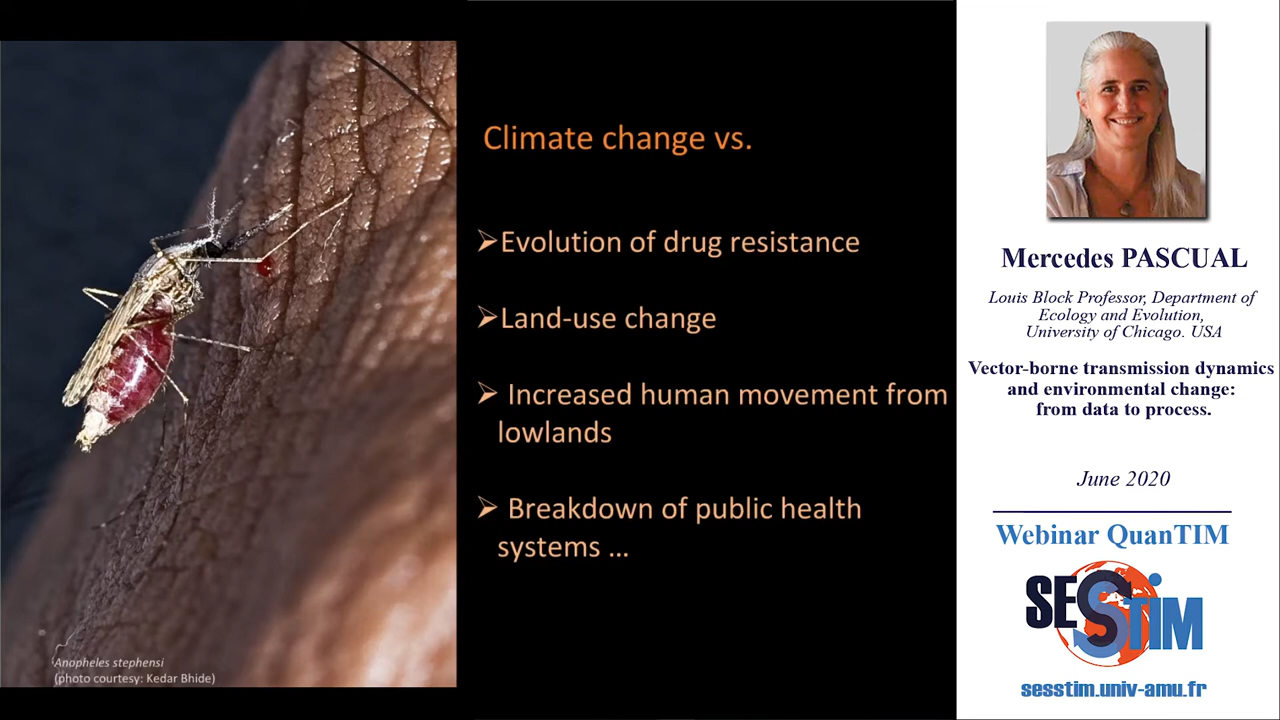 Climate change vs.
➢Evolution of drug resistance
➢Land-use change
➢ Increased human movement from
lowlands
➢ Breakdown of public health
systems ...
Anopheles stephensi
(photo courtesy: Kedar Bhide)
Mercedes PASCUAL
Louis Block Professor, Department of
Ecology and Evolution,
University of Chicago. USA
Vector-borne transmission dynamics
and environmental change:
from data to process.
June 2020
Webinar QuanTIM
SESSTIM
sesstim.univ-amu.fr